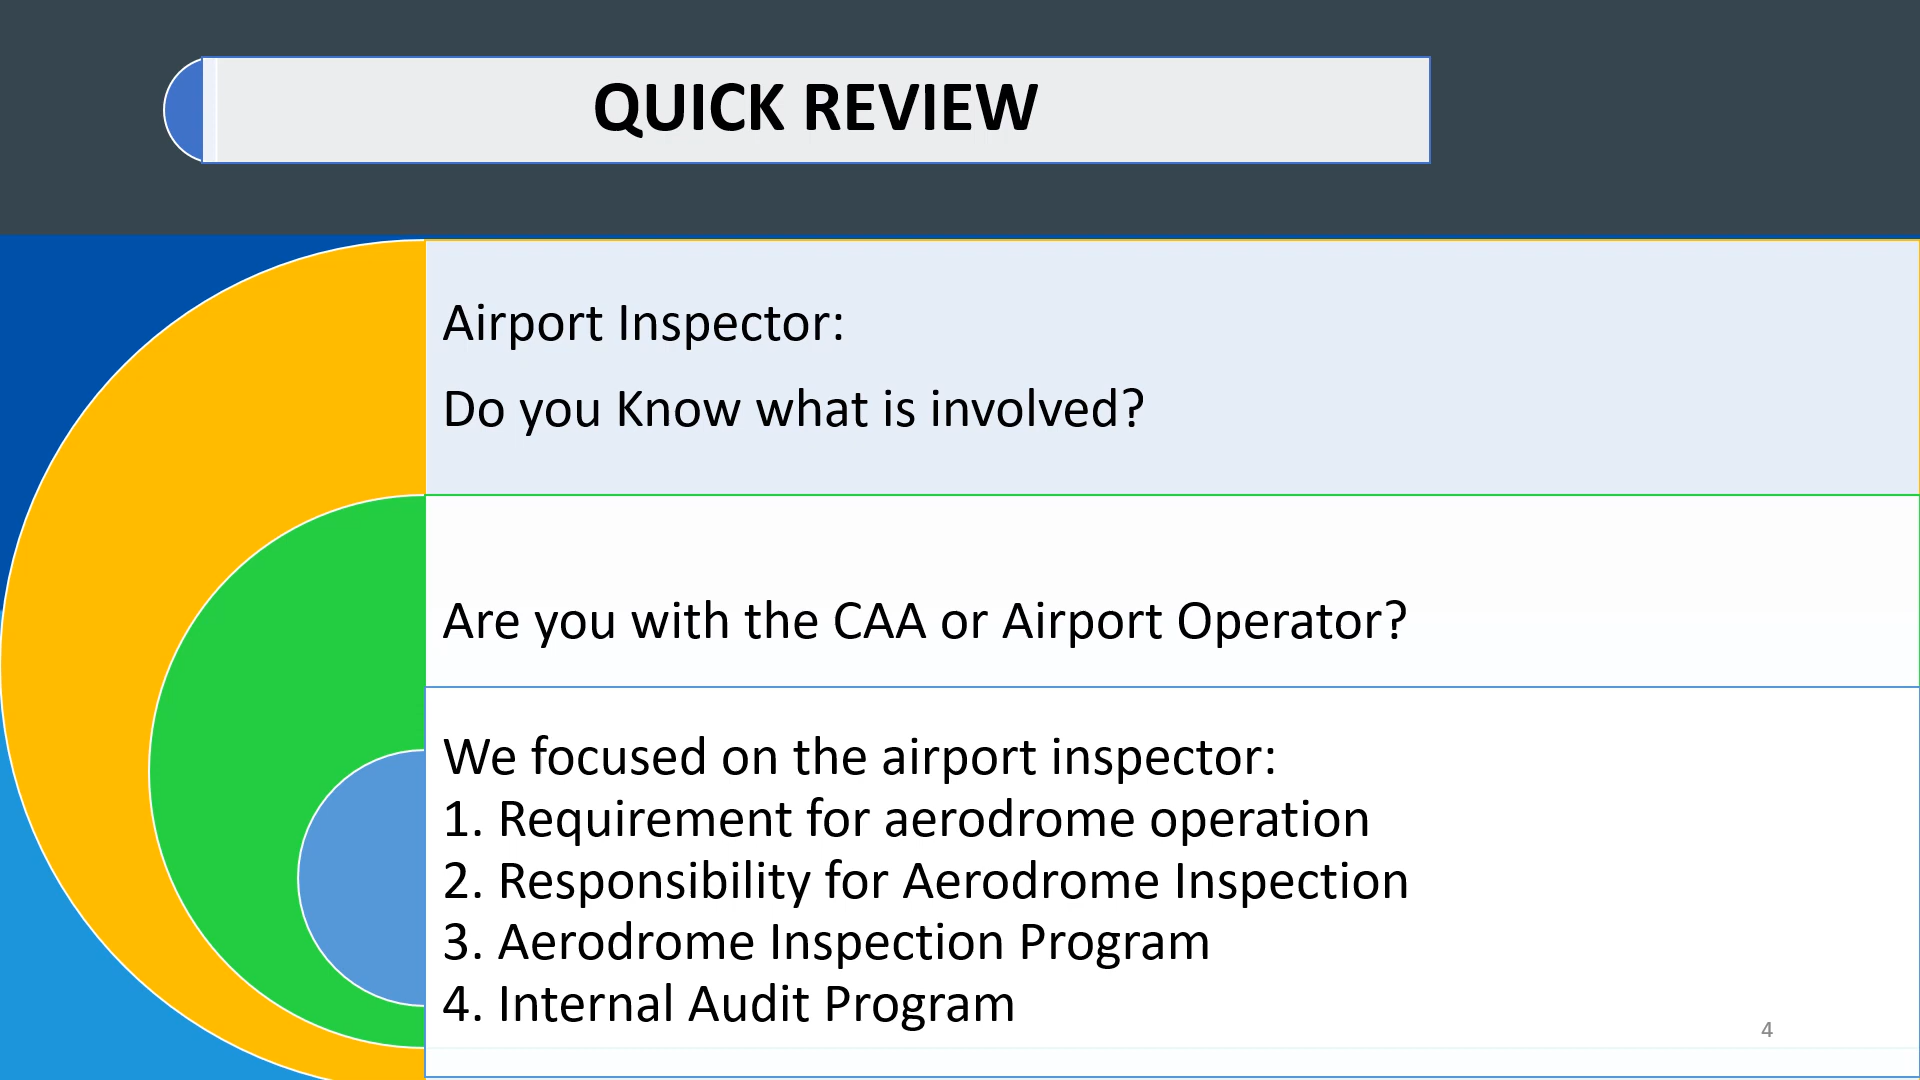 QUICK REVIEW
Airport Inspector:
Do you Know what is involved?
Are you with the CAA or Airport Operator?
We focused on the airport inspector:
1. Requirement for aerodrome operation
2. Responsibility for Aerodrome Inspection
3. Aerodrome Inspection Program
4. Internal Audit Program
4